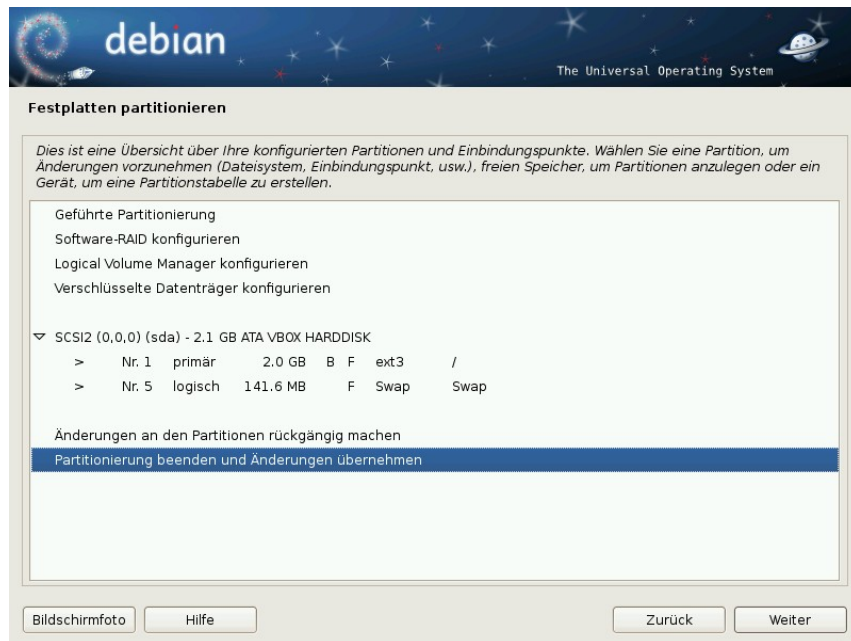 debian
The Universal Operating System
Festplatten partitionieren
Dies ist eine Übersicht über Ihre konfigurierten Partitionen und Einbindungspunkte. Wählen Sie eine Partition, um
Änderungen vorzunehmen (Dateisystem, Einbindungspunkt, usw.), freien Speicher, um Partitionen anzulegen oder ein
Gerät, um eine Partitionstabelle zu erstellen.
Geführte Partitionierung
Software-RAID konfigurieren
Logical Volume Manager konfigurieren
Verschlüsselte Datenträger konfigurieren
SCSI2 (0,0,0) (sda) - 2.1 GB ATA VBOX HARDDISK
> Nr. 1 primär 2.0 GB B F ext3 /
> Nr. 5 logisch 141.6 MB F Swap Swap
Änderungen an den Partitionen rückgängig machen
Partitionierung beenden und Änderungen übernehmen
Bildschirmfoto Hilfe Zurück Weiter